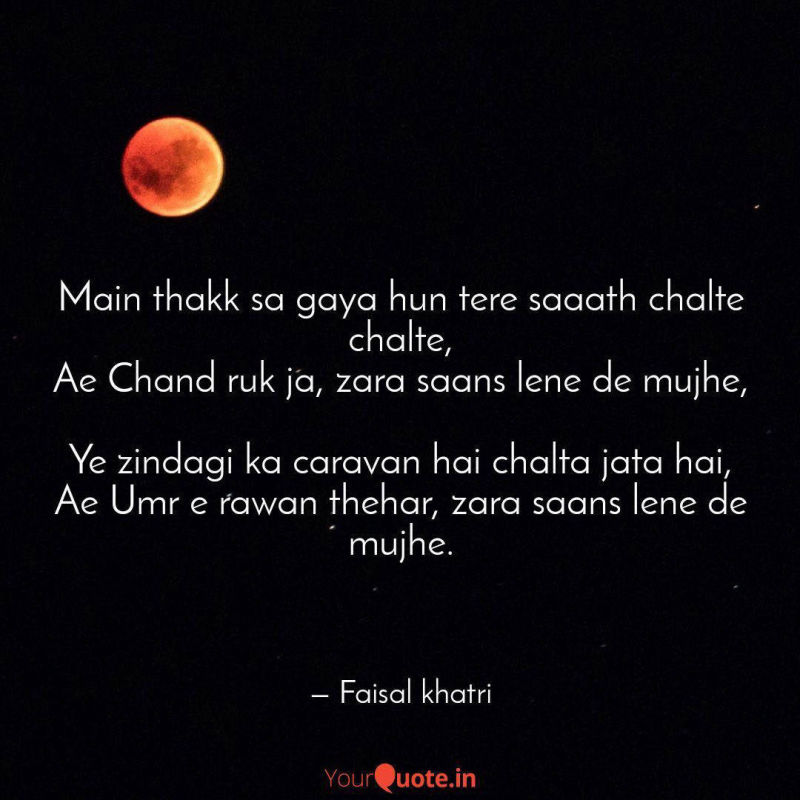 Main thakk sa gaya hun tere saaath chalte
chalte,
Ae Chand ruk ja, zara saans lene de mujhe,
Ye zindagi ka caravan hai chalta jata hai,
Ae Umr e rawan thehar, zara saans lene de
mujhe.
– Faisal khatri
YourQuote.in